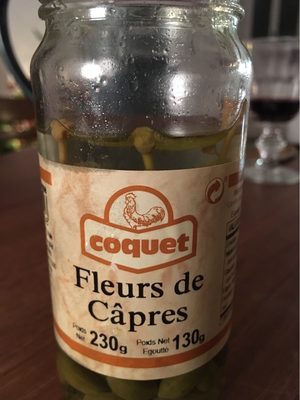 coquet
Fleurs de
Câpres
Poids Net 230g
Poids Net Egoutté 130g